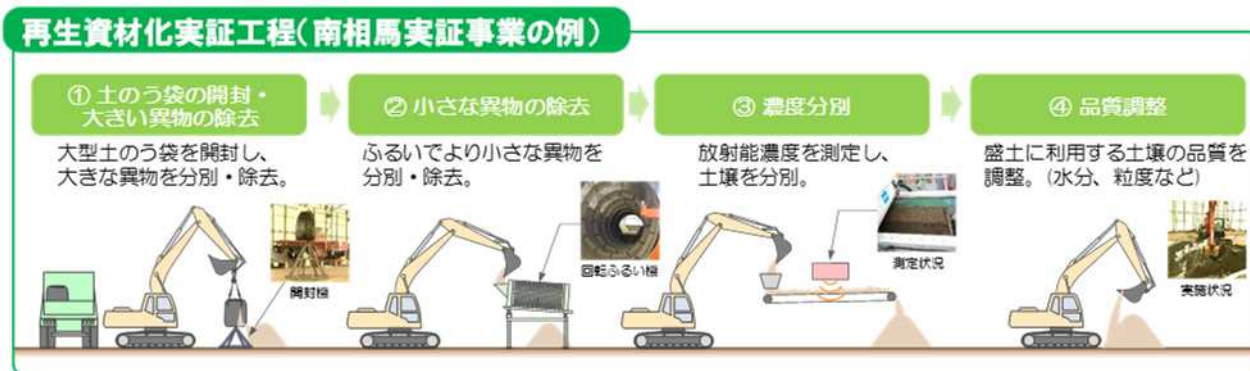 再生資材化実証工程(南相馬実証事業の例)
① 土のう袋の開封・
大きい異物の除去
② 小さな異物の除去
③ 濃度分別
④ 品質調整
大型土のう袋を開封し、
大きな異物を分別・除去。
ふるいでより小さな異物を
分別・除去。
放射能濃度を測定し、
土壌を分別。
盛土に利用する土壌の品質を
調整。(水分、粒度など)
開封機
回転ふるい機
測定状況
実施状況